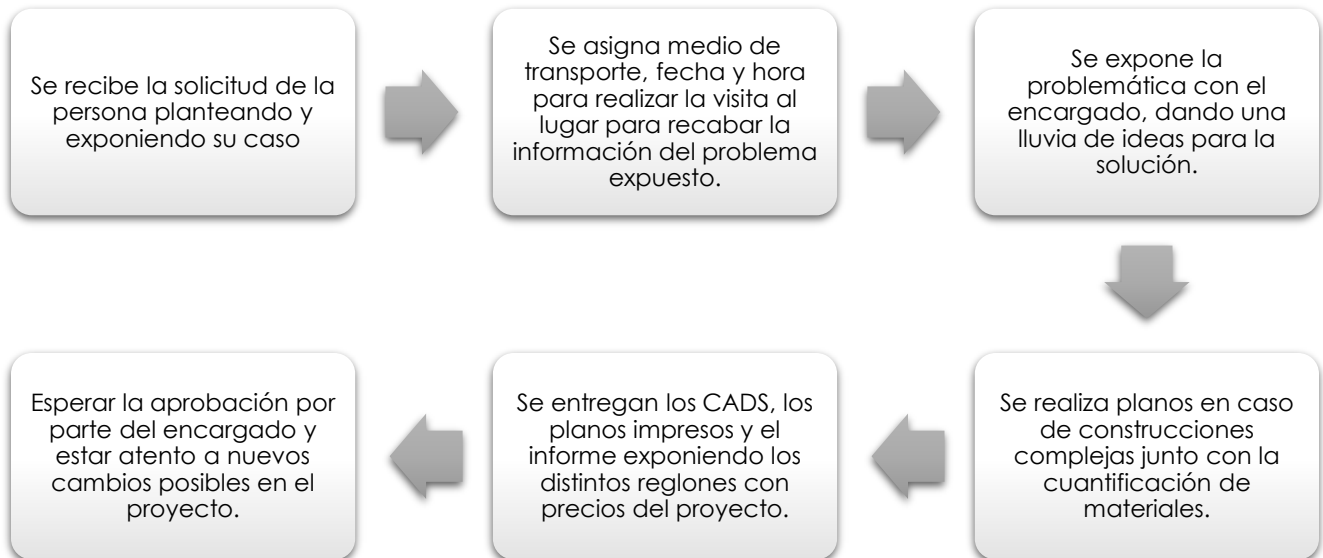 Se recibe la solicitud de la
persona planteando y
exponiendo su caso
Se asigna medio de
transporte, fecha y hora
para realizar la visita al
lugar para recabar la
información del problema
expuesto.
Se expone la
problemática con el
encargado, dando una
lluvia de ideas para la
solución.
Se realiza planos en caso
de construcciones
complejas junto con la
cuantificación de
materiales.
Se entregan los CADS, los
planos impresos y el
informe exponiendo los
distintos reglones con
precios del proyecto.
Esperar la aprobación por
parte del encargado y
estar atento a nuevos
cambios posibles en el
proyecto.